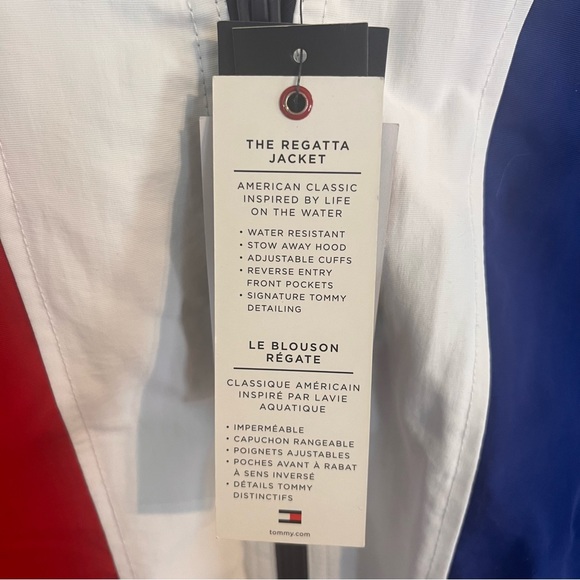 THE REGATTA
JACKET
AMERICAN CLASSIC
INSPIRED BY LIFE
ON THE WATER
• WATER RESISTANT
• STOW AWAY HOOD
• ADJUSTABLE CUFFS
• REVERSE ENTRY
FRONT POCKETS
• SIGNATURE TOMMY
DETAILING
LE BLOUSON
RÉGATE
CLASSIQUE AMÉRICAIN
INSPIRÉ PAR LAVIE
AQUATIQUE
• IMPERMÉABLE
• CAPUCHON RANGEABLE
• POIGNETS AJUSTABLES
• POCHES AVANT À RABAT
À SENS INVERSÉ
• DÉTAILS TOMMY
DISTINCTIFS
tommy.com